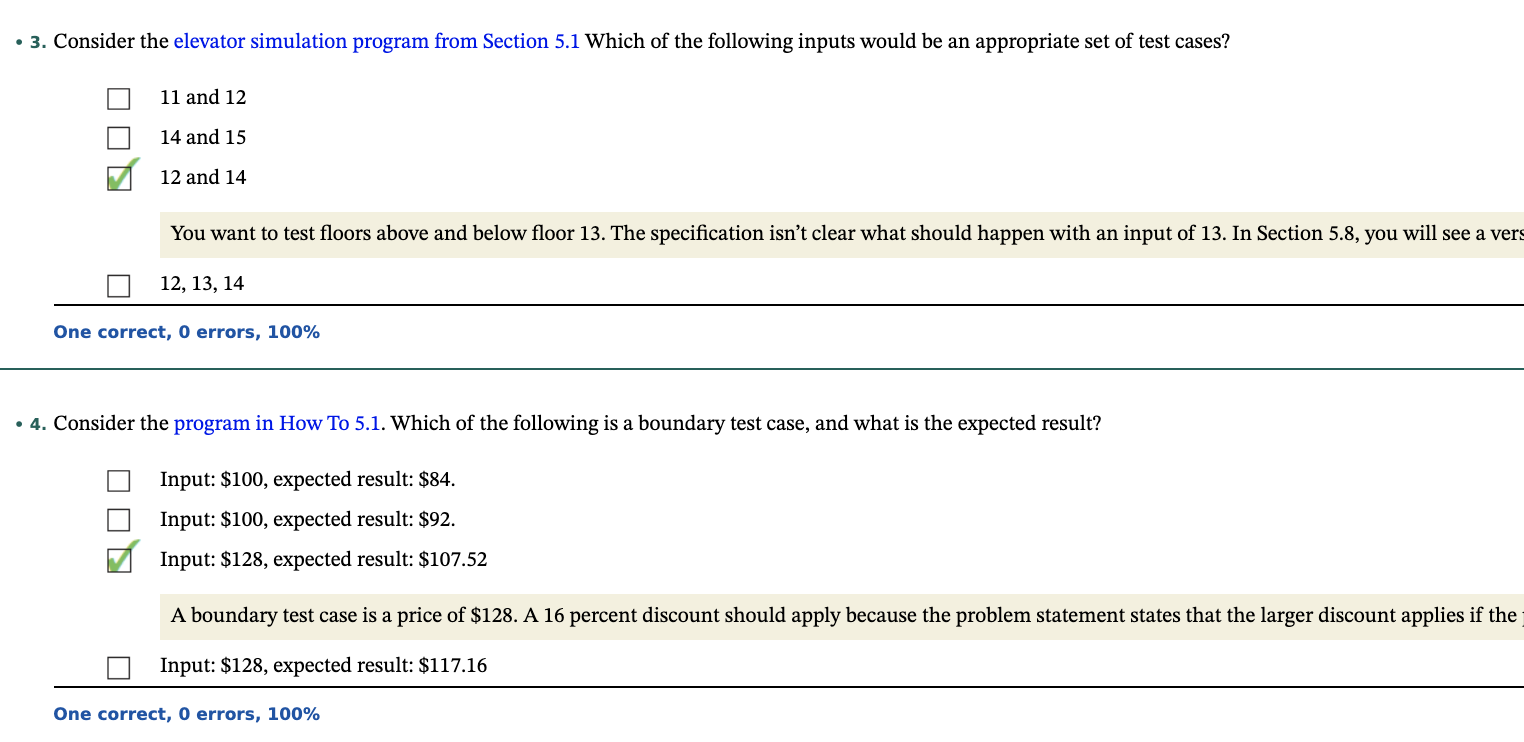 • 3. Consider the elevator simulation program from Section 5.1 Which of the following inputs would be an appropriate set of test cases?
11 and 12
14 and 15
12 and 14
You want to test floors above and below floor 13. The specification isn’t clear what should happen with an input of 13. In Section 5.8, you will see a vers
12, 13, 14
One correct, 0 errors, 100%
• 4. Consider the program in How To 5.1. Which of the following is a boundary test case, and what is the expected result?
Input: $100, expected result: $84.
Input: $100, expected result: $92.
Input: $128, expected result: $107.52
A boundary test case is a price of $128. A 16 percent discount should apply because the problem statement states that the larger discount applies if the
Input: $128, expected result: $117.16
One correct, 0 errors, 100%